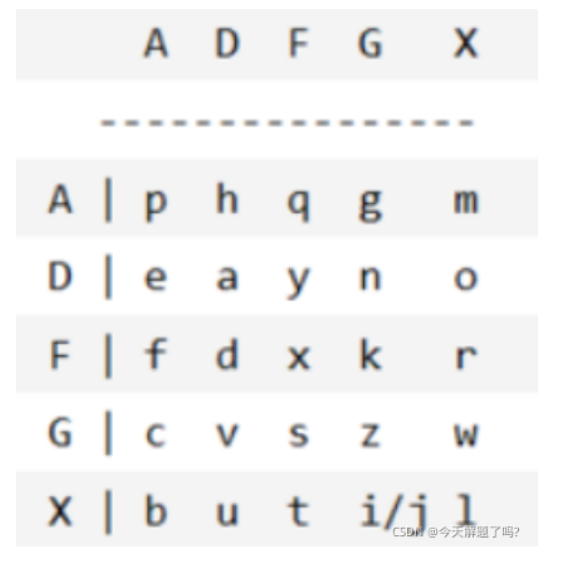 A D F G X
----------------
A | p h q g m
D | e a y n o
F | f d x k r
G | c v s z w
X | b u t i/j l
CSDN @今天解题了吗?